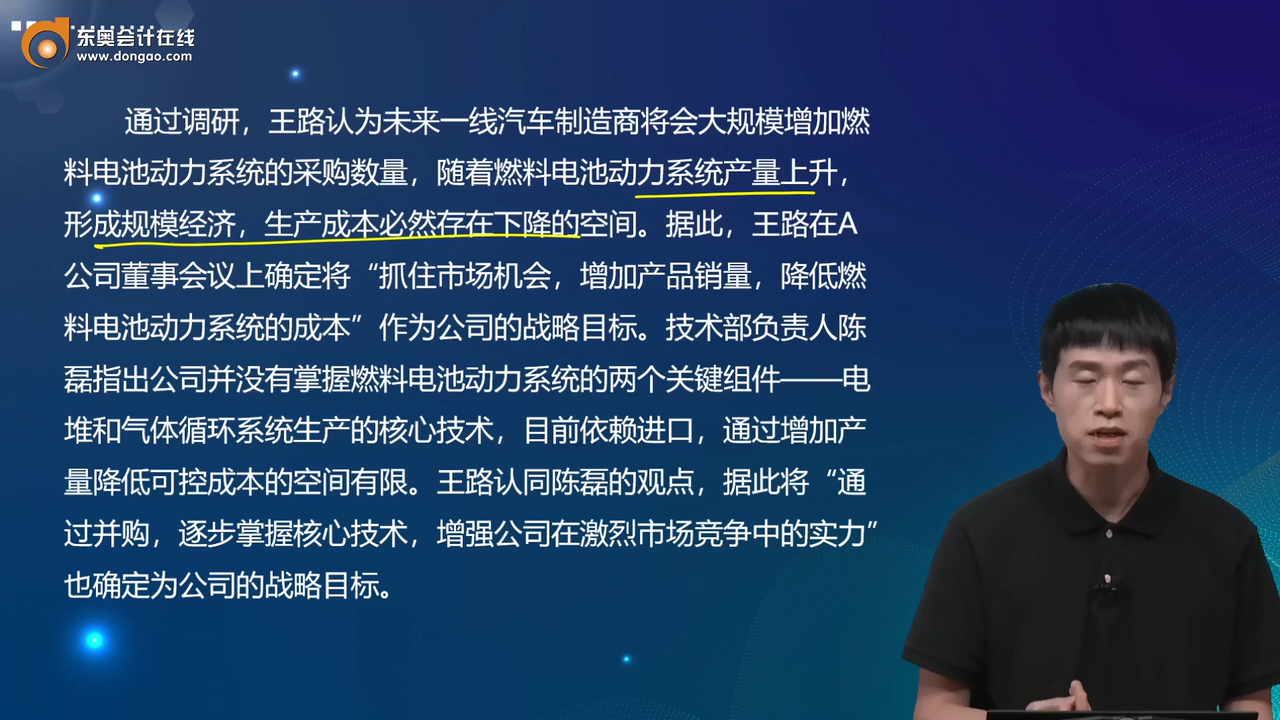 东奥会计在线
www.dongao.com
通过调研，王路认为未来一线汽车制造商将会大规模增加燃
料电池动力系统的采购数量，随着燃料电池动力系统产量上升，
形成规模经济，生产成本必然存在下降的空间。据此，王路在A
公司董事会议上确定将“抓住市场机会，增加产品销量，降低燃
料电池动力系统的成本”作为公司的战略目标。技术部负责人陈
磊指出公司并没有掌握燃料电池动力系统的两个关键组件——电
堆和气体循环系统生产的核心技术，目前依赖进口，通过增加产
量降低可控成本的空间有限。王路认同陈磊的观点，据此将“通
过并购，逐步掌握核心技术，增强公司在激烈市场竞争中的实力”
也确定为公司的战略目标。